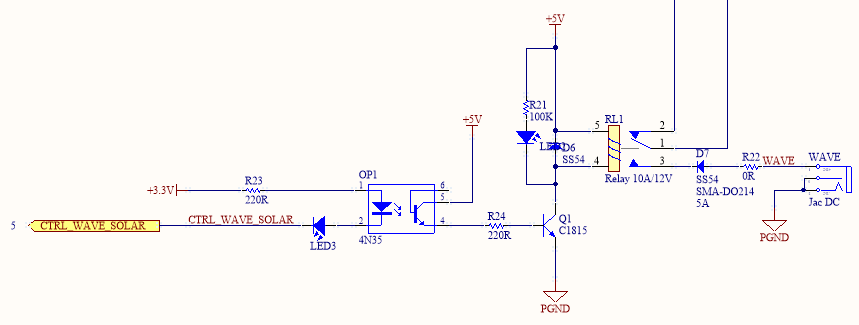 +5V
R21
100K
LED
D6
SS54
RL1
5
4
2
1
3
Relay 10A/12V
D7
SS54
SMA-DO214
5A
R22
0R
WAVE
WAVE
Jac DC
PGND
+5V
OP1
+3.3V
R23
220R
1
2
6
5
4
4N35
5
CTRL_WAVE_SOLAR
CTRL_WAVE_SOLAR
LED3
R24
220R
Q1
C1815
PGND